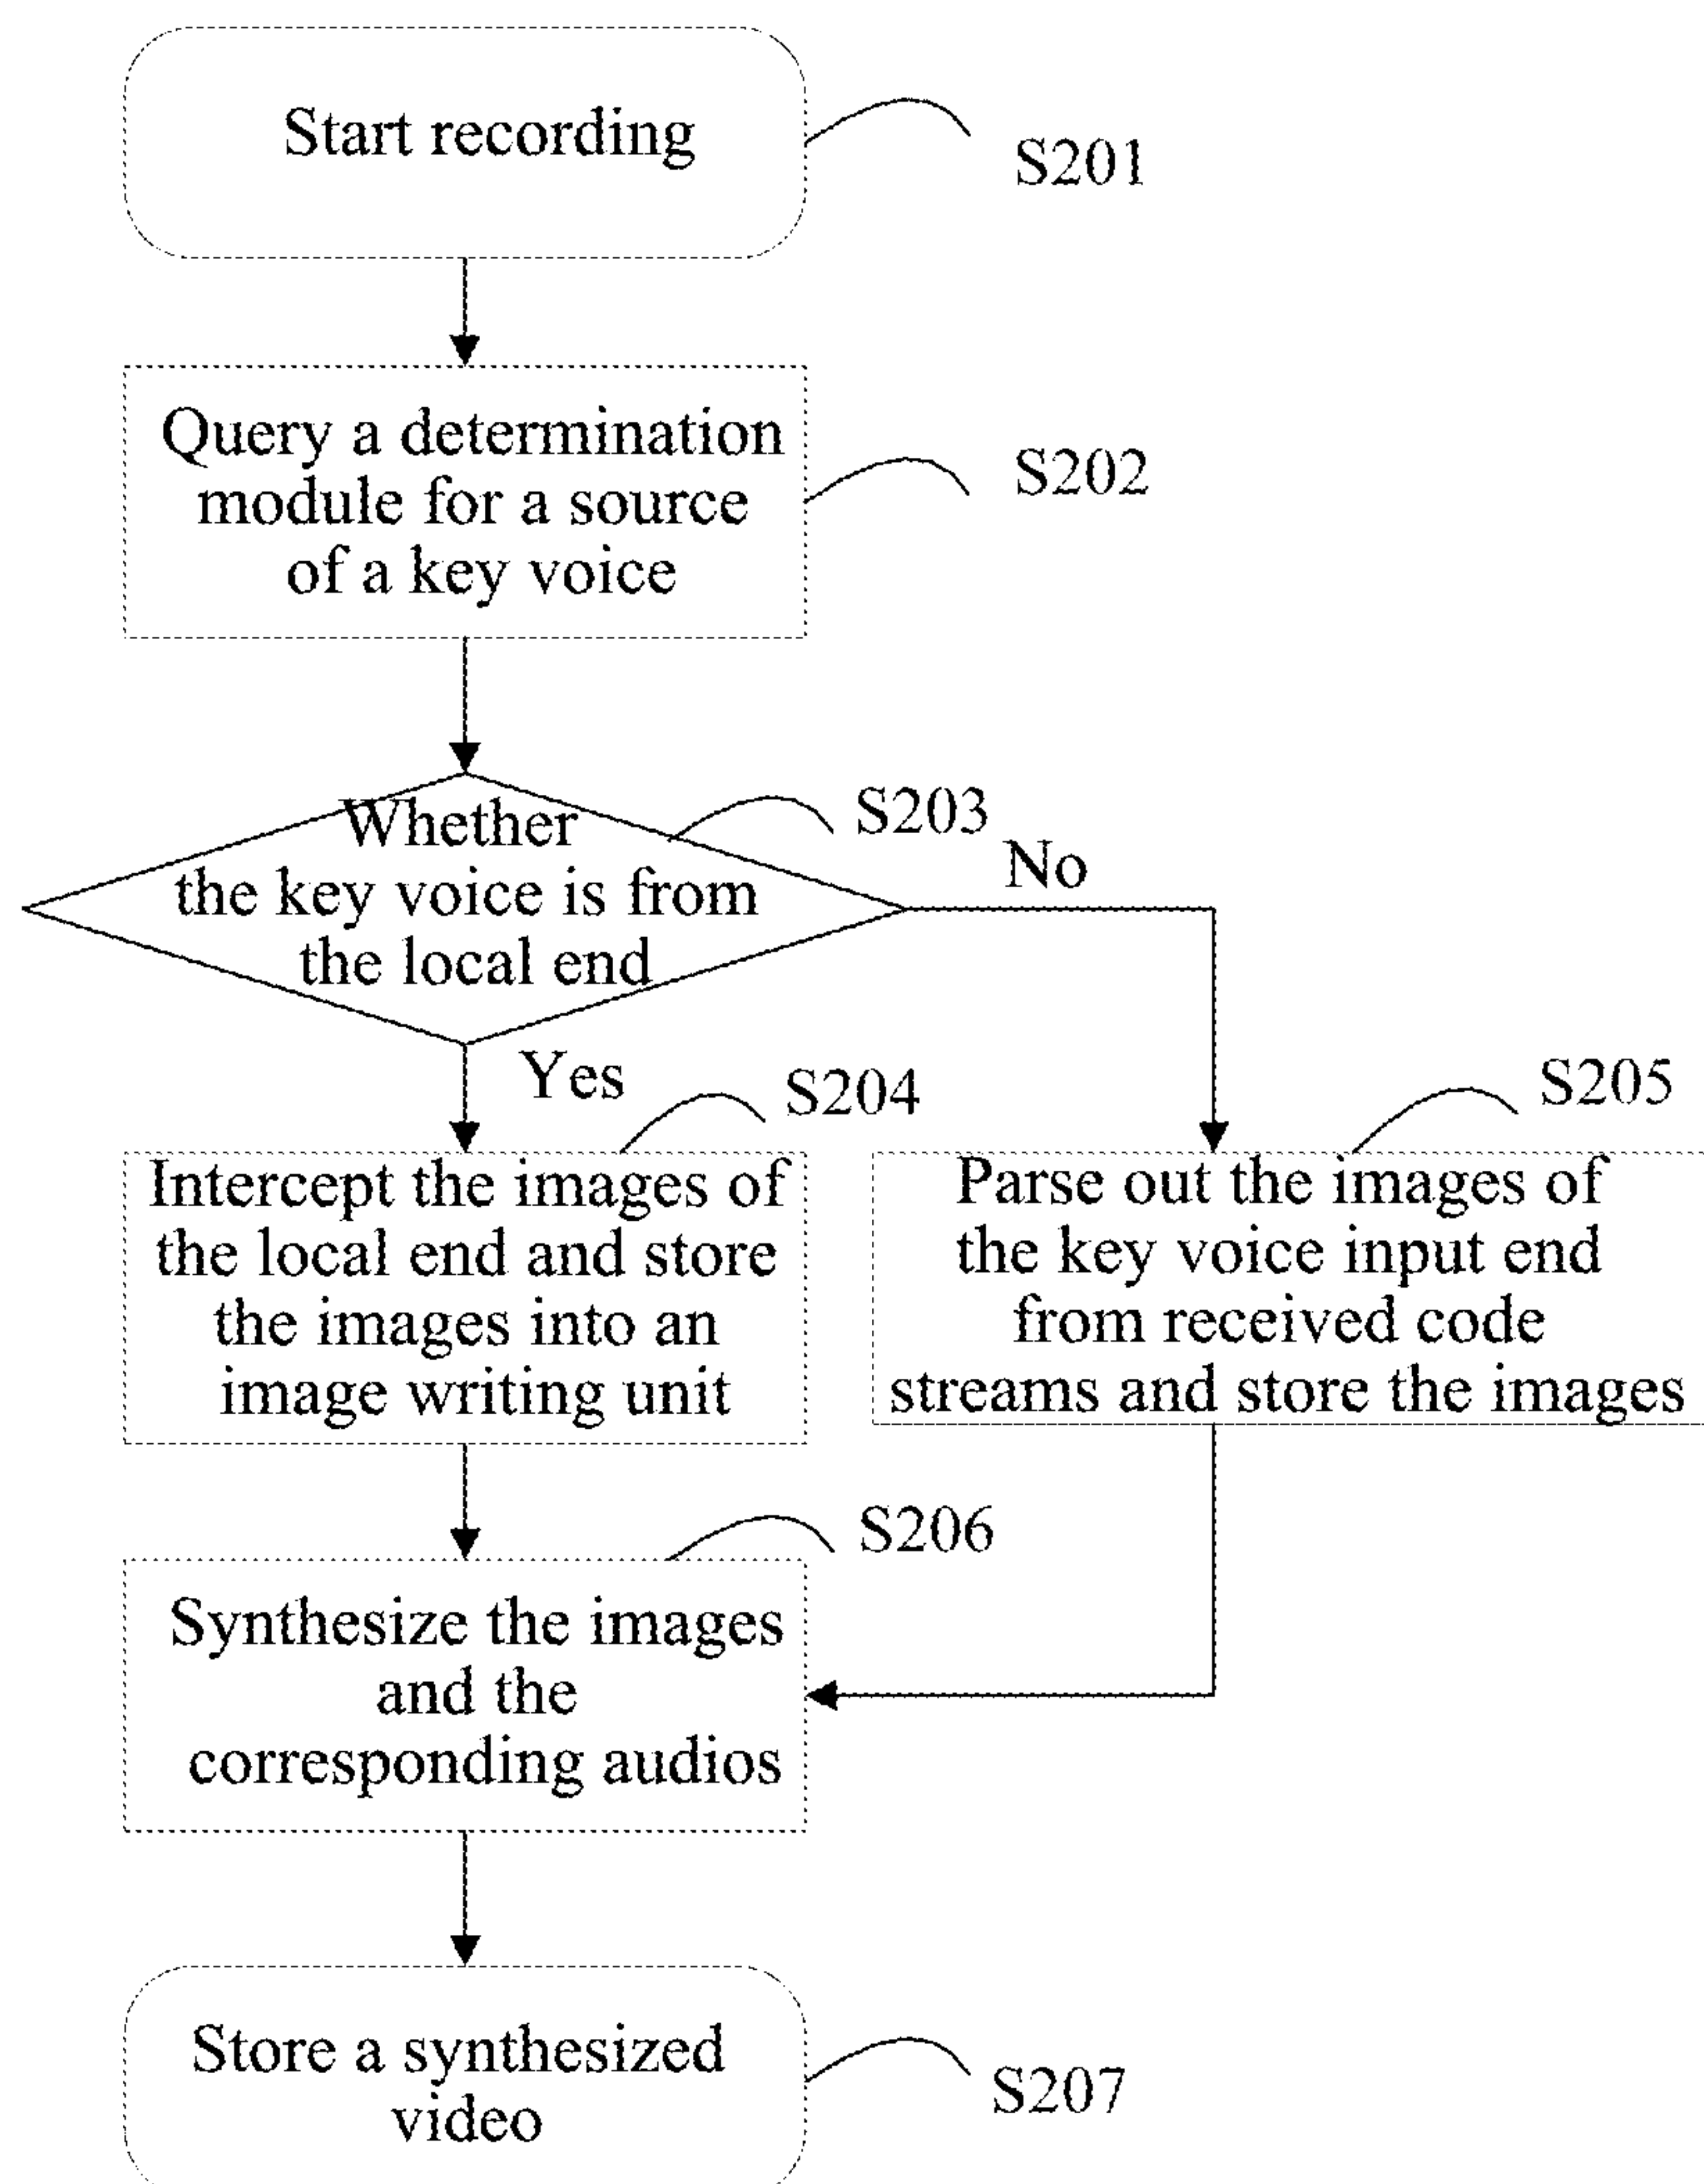 Start recording
S201
Query a determination
module for a source
of a key voice
S202
Whether
the key voice is from
the local end
S203
No
Yes
S204
Intercept the images of
the local end and store
the images into an
image writing unit
S205
Parse out the images of
the key voice input end
from received code
streams and store the images
S206
Synthesize the images
and the
corresponding audios
Store a synthesized
video
S207